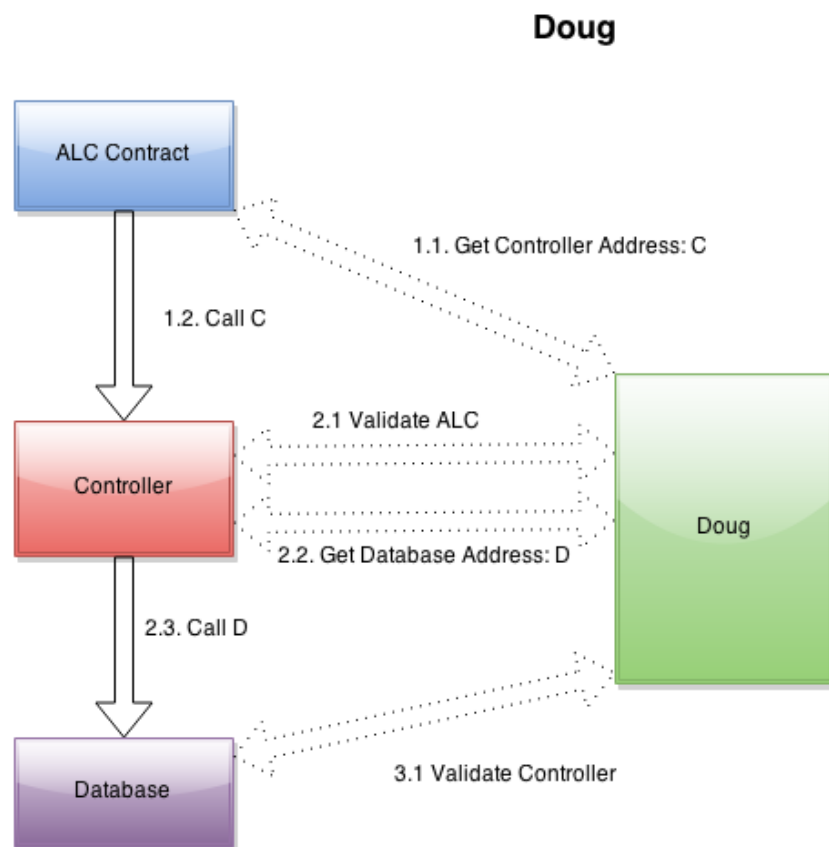 Doug
ALC Contract
1.1. Get Controller Address: C
1.2. Call C
2.1 Validate ALC
Controller
Doug
2.2. Get Database Address: D
2.3. Call D
3.1 Validate Controller
Database